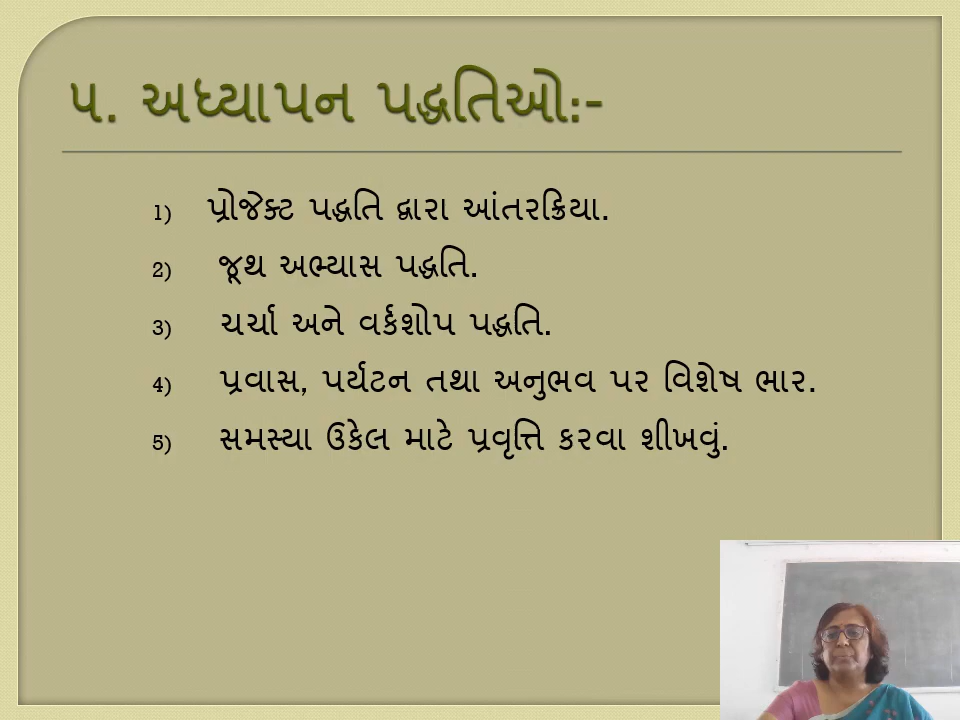 ૫. અધ્યાપન પદ્ધતિઓ:-
1) પ્રોજેક્ટ પદ્ધતિ દ્વારા આંતરક્રિયા.
2) જૂથ અભ્યાસ પદ્ધતિ.
3) ચર્ચા અને વર્કશોપ પદ્ધતિ.
4) પ્રવાસ, પર્યટન તથા અનુભવ પર વિશેષ ભાર.
5) સમસ્યા ઉકેલ માટે પ્રવૃત્તિ કરવા શીખવું.